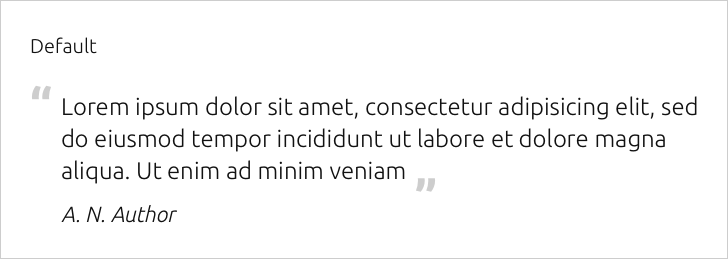 Default
“ Lorem ipsum dolor sit amet, consectetur adipisicing elit, sed
do eiusmod tempor incididunt ut labore et dolore magna
aliqua. Ut enim ad minim veniam ”
A. N. Author